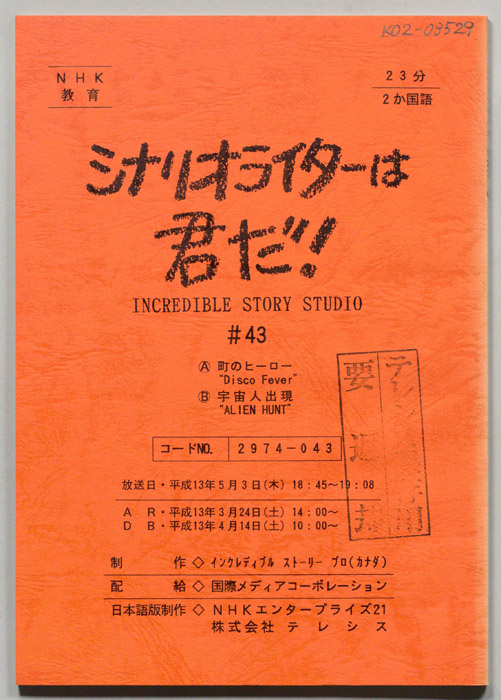 K02-03529
NHK
教育
23分
2か国語
シナリオライターは
君だ!
INCREDIBLE STORY STUDIO
#43
Ⓐ 町のヒーロー
"Disco Fever"
Ⓑ 宇宙人出現
"ALIEN HUNT"
コードNO. 2974-043
放送日・平成13年5月3日(木) 18:45~19:08
A R・平成13年3月24日(土) 14:00~
D B・平成13年4月14日(土) 10:00~
制 作◇インクレディブル ストーリー プロ(カナダ)
配 給◇国際メディアコーポレーション
日本語版制作◇NHKエンタープライズ21
株式会社テレシス
要返却